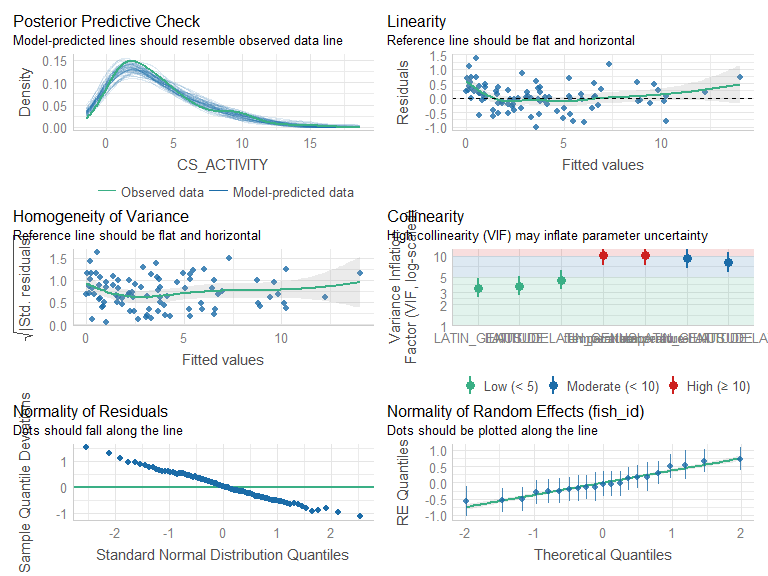 Posterior Predictive Check
Model-predicted lines should resemble observed data line
Density
0.15
0.10
0.05
0.00
0
5
10
15
CS_ACTIVITY
Observed data
Model-predicted data
Linearity
Reference line should be flat and horizontal
Residuals
1.5
1.0
0.5
0.0
-0.5
-1.0
0
5
10
Fitted values
Homogeneity of Variance
Reference line should be flat and horizontal
√|Std. residuals|
1.5
1.0
0.5
0.0
0
5
10
Fitted values
Collinearity
High collinearity (VIF) may inflate parameter uncertainty
Variance Inflation
Factor (VIF, log-scaled)
10
5
3
2
1
Low (< 5)
Moderate (< 10)
High (≥ 10)
Normality of Residuals
Dots should fall along the line
Sample Quantile Deviations
1
0
-1
-2
-1
0
1
2
Standard Normal Distribution Quantiles
Normality of Random Effects (fish_id)
Dots should be plotted along the line
RE Quantiles
1.0
0.5
0.0
-0.5
-1.0
-2
-1
0
1
2
Theoretical Quantiles